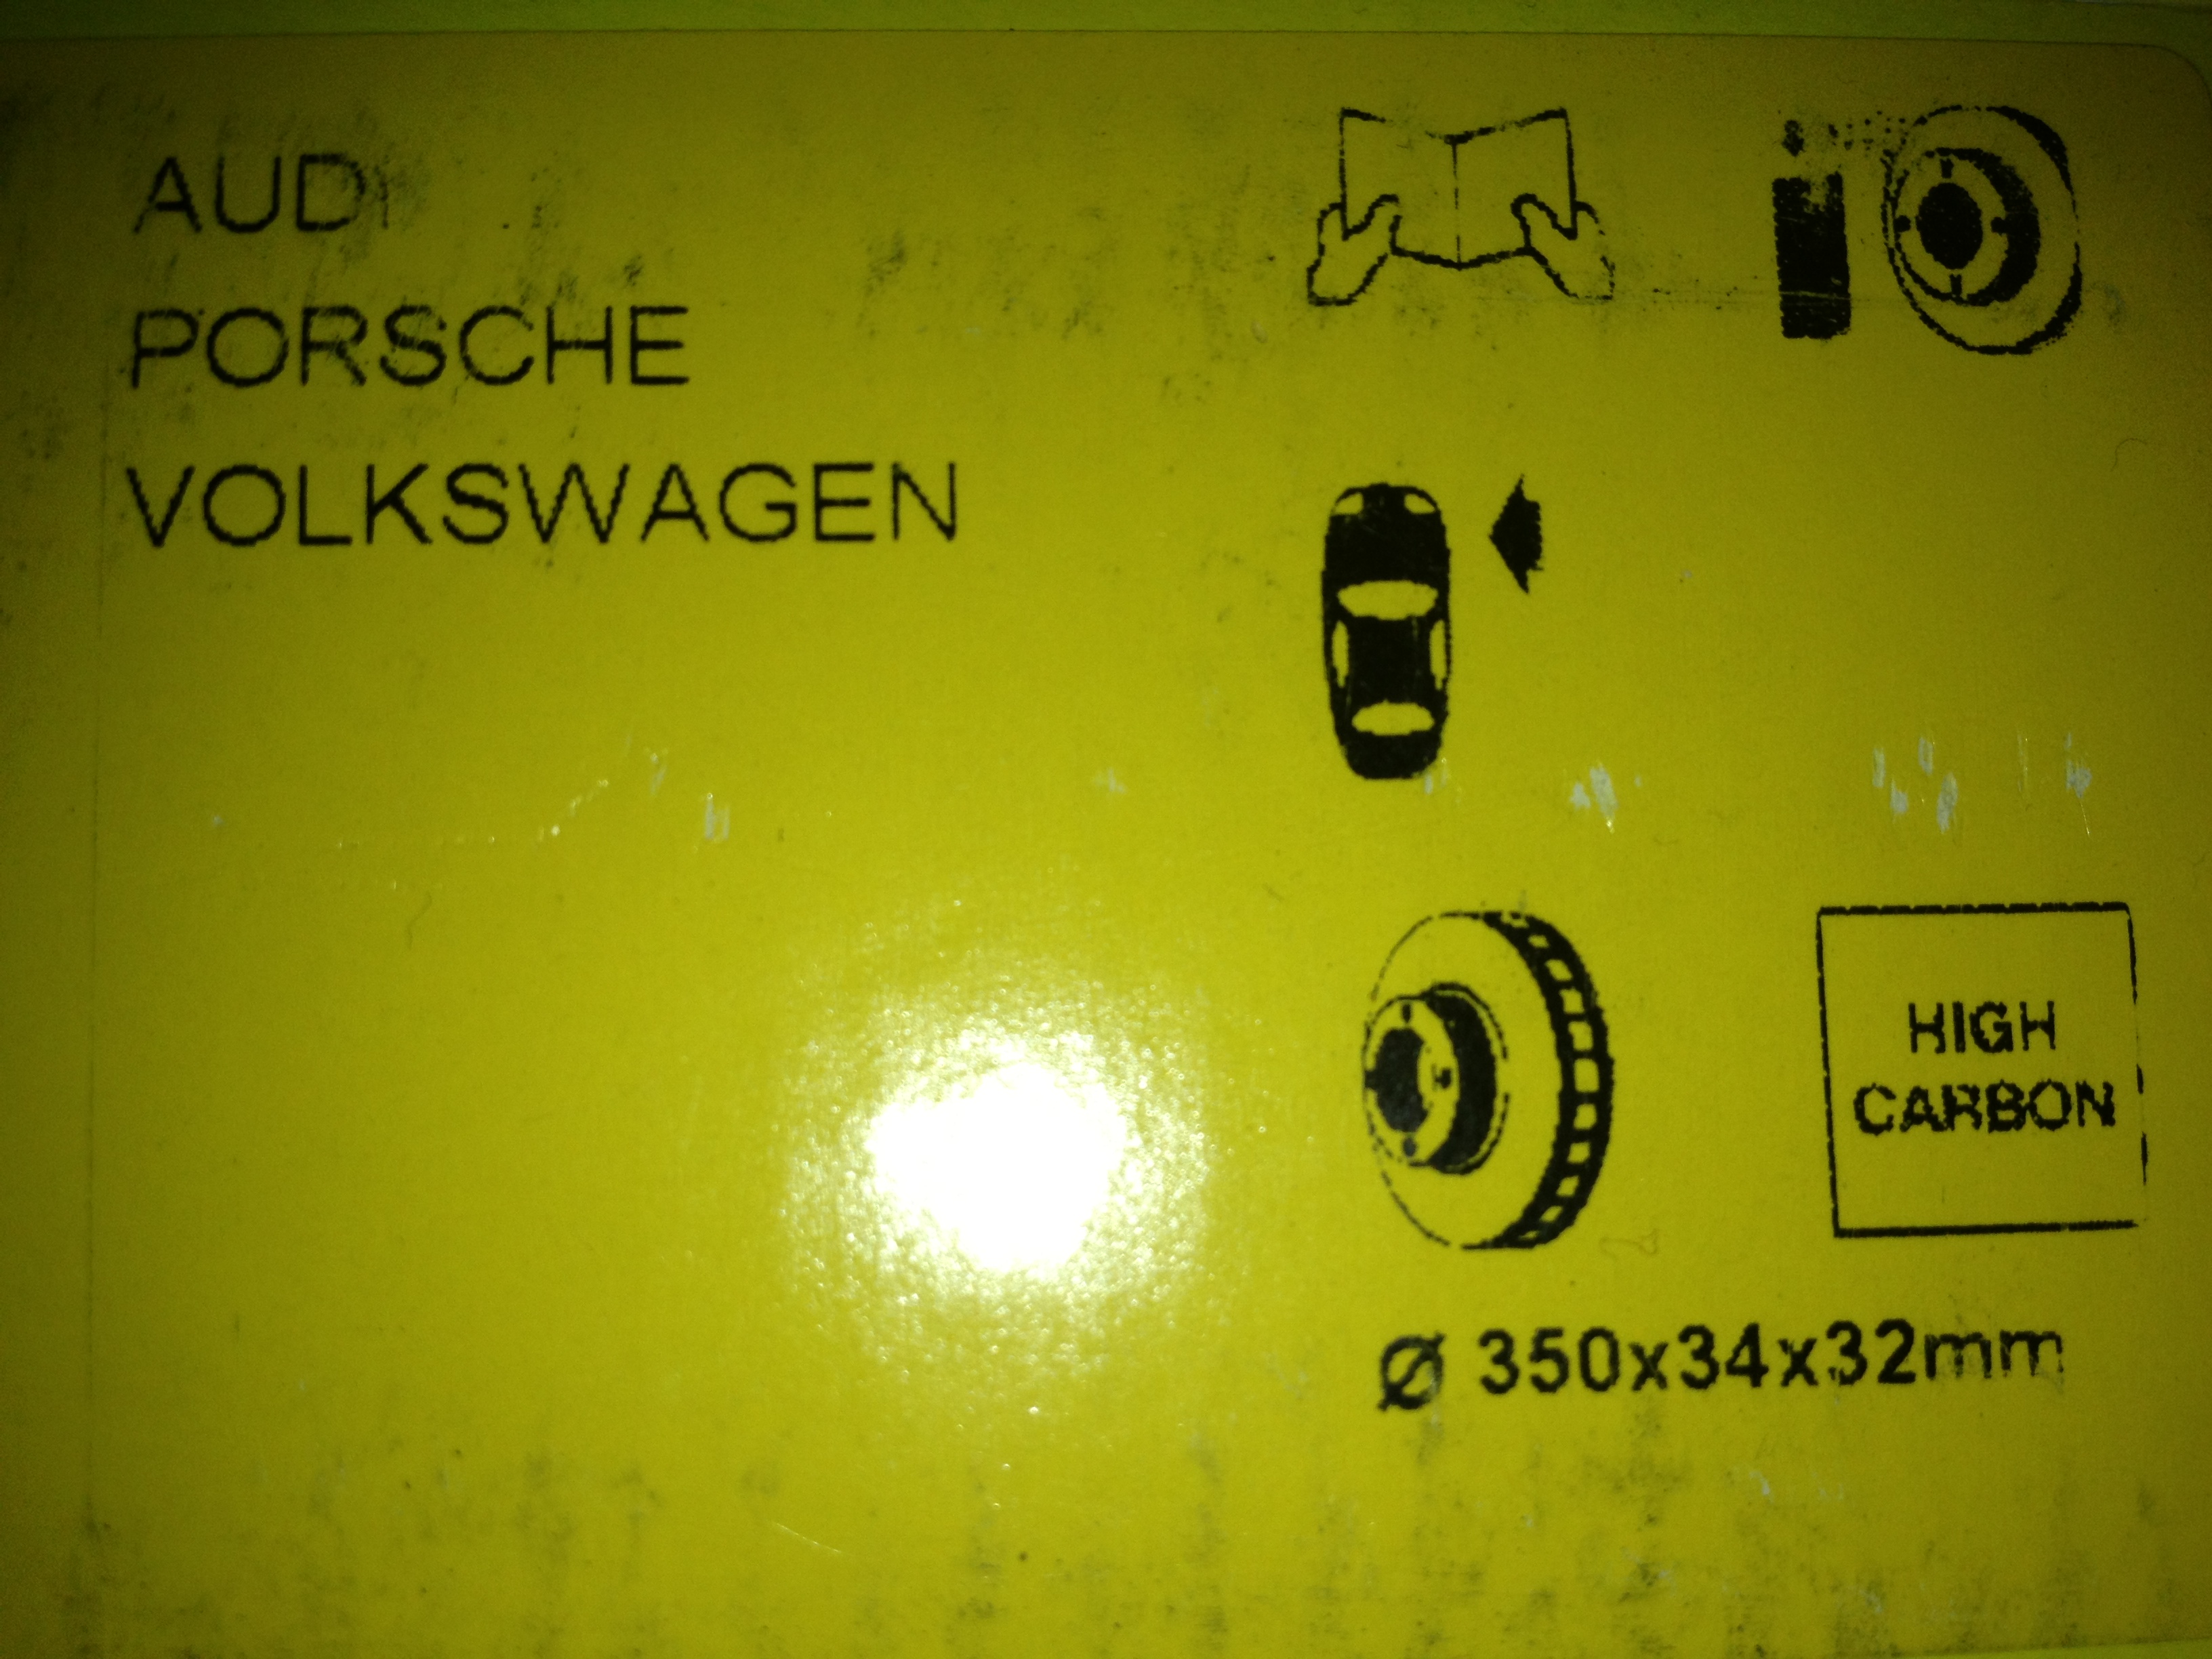 AUDI
PORSCHE
VOLKSWAGEN
HIGH
CARBON
Ø 350x34x32mm